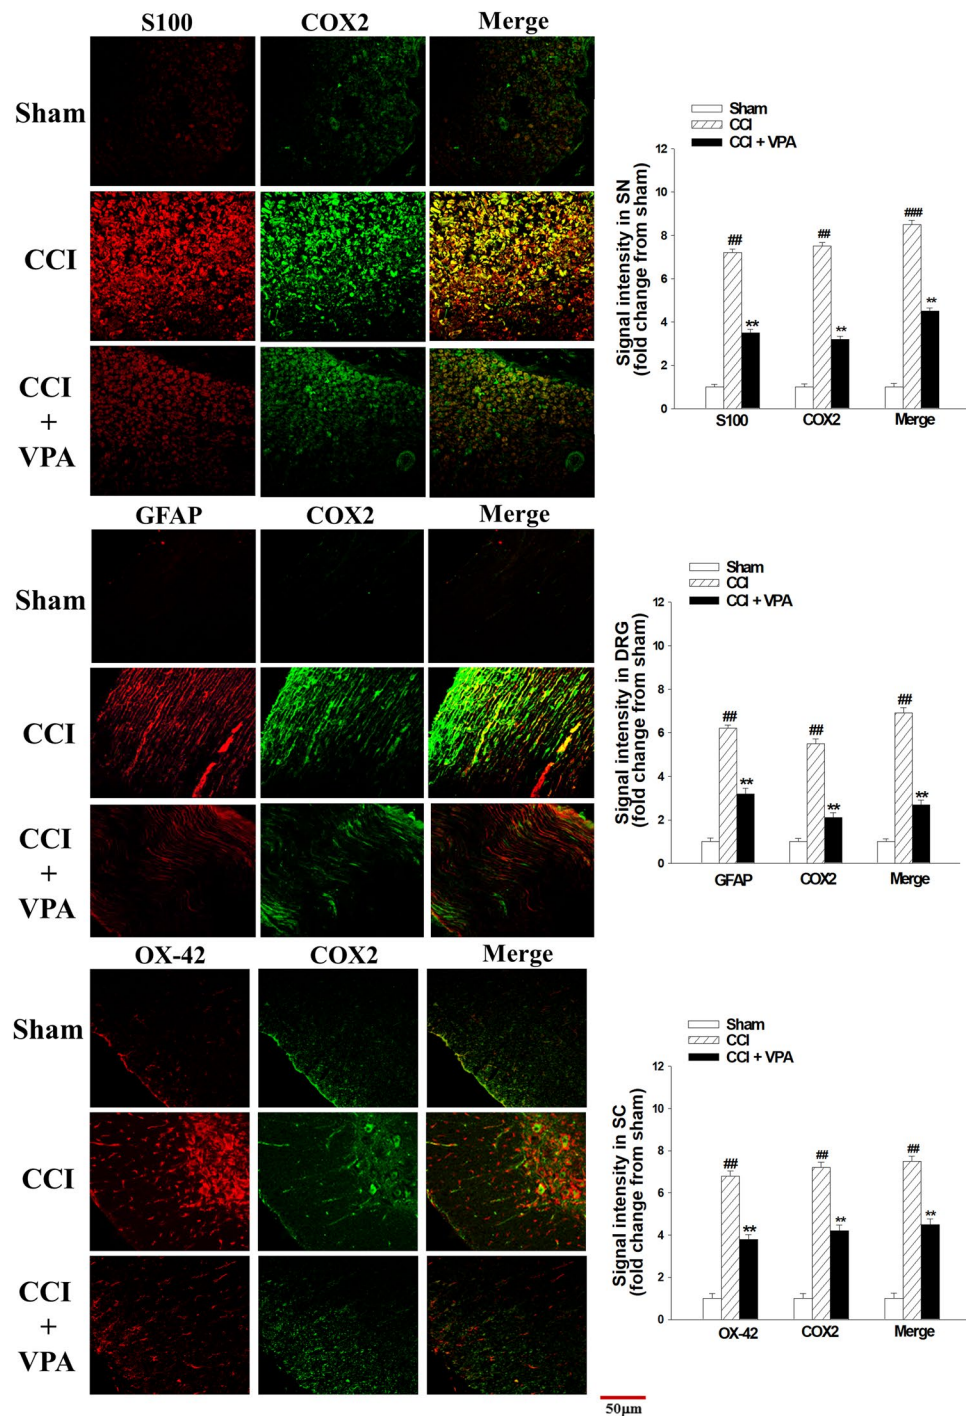 S100 COX2 Merge
Sham
CCI
CCI
+
VPA
Sham
CCI
CCI + VPA
Signal intensity in SN
(fold change from sham)
12
10
8
6
4
2
0
## ## ###
** ** **
S100 COX2 Merge
GFAP COX2 Merge
Sham
CCI
CCI
+
VPA
Sham
CCI
CCI + VPA
Signal intensity in DRG
(fold change from sham)
12
10
8
6
4
2
0
## ## ##
** ** **
GFAP COX2 Merge
OX-42 COX2 Merge
Sham
CCI
CCI
+
VPA
Sham
CCI
CCI + VPA
Signal intensity in SC
(fold change from sham)
12
10
8
6
4
2
0
## ## ##
** ** **
OX-42 COX2 Merge
50μm